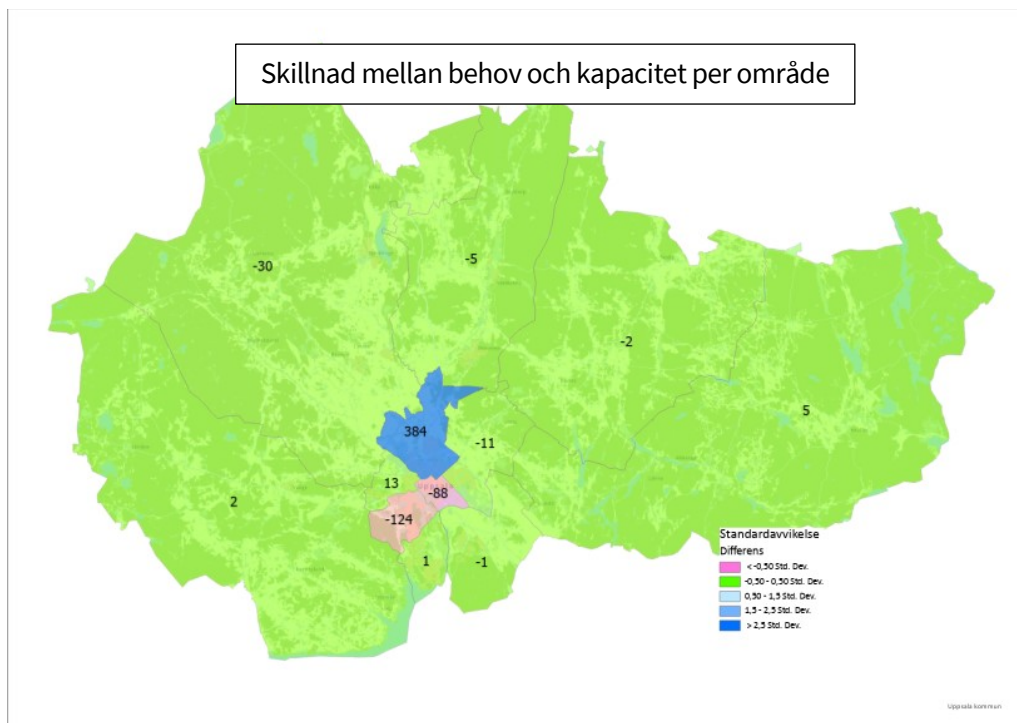 Skillnad mellan behov och kapacitet per område
-30
-5
-2
5
384
-11
13
-88
2
-124
1
-1
Standardavvikelse
Differens
< -0,50 Std. Dev.
-0,50 - 0,50 Std. Dev.
0,50 - 1,5 Std. Dev.
1,5 - 2,5 Std. Dev.
> 2,5 Std. Dev.
Uppsala kommun